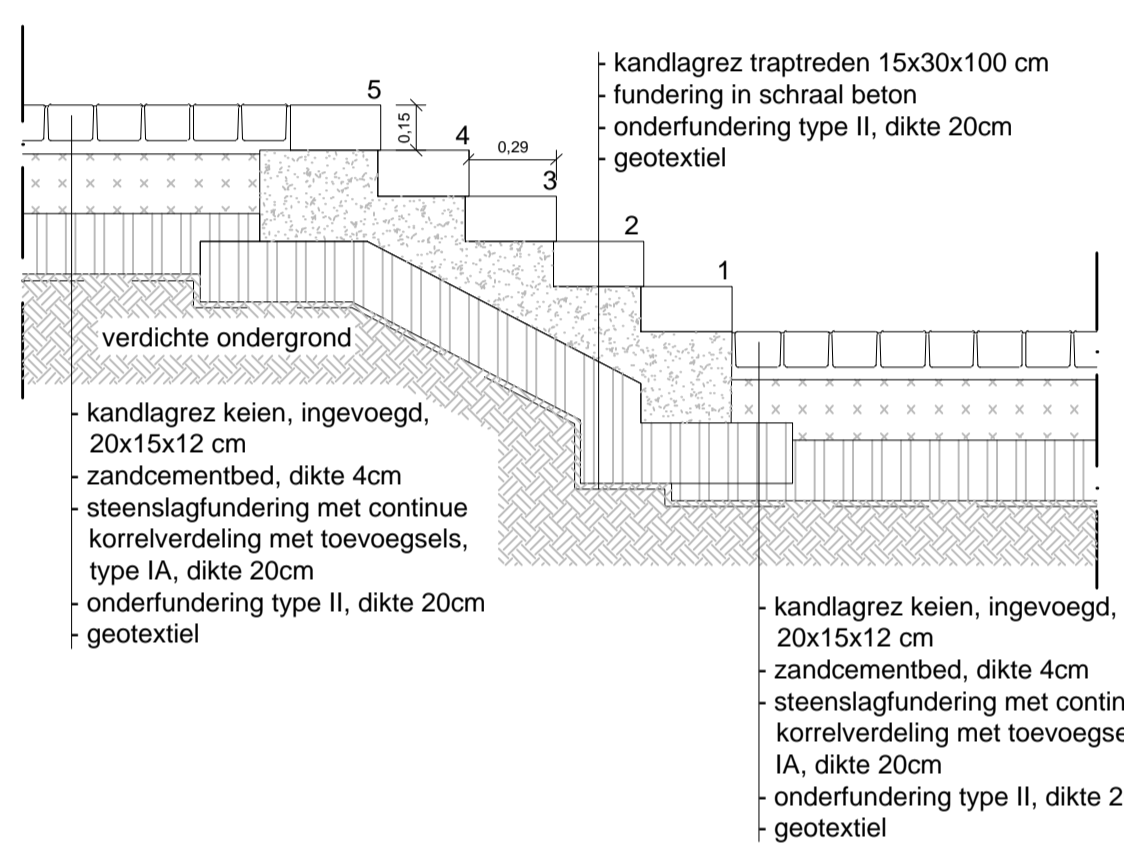 - kandlagrez traptreden 15x30x100 cm
- fundering in schraal beton
- onderfundering type II, dikte 20cm
- geotextiel
5
0,15
4
0,29
3
2
1
verdichte ondergrond
- kandlagrez keien, ingevoegd,
20x15x12 cm
- zandcementbed, dikte 4cm
- steenslagfundering met continue
korrelverdeling met toevoegsels,
type IA, dikte 20cm
- onderfundering type II, dikte 20cm
- geotextiel
- kandlagrez keien, ingevoegd,
20x15x12 cm
- zandcementbed, dikte 4cm
- steenslagfundering met contin
korrelverdeling met toevoegse
IA, dikte 20cm
- onderfundering type II, dikte 2
- geotextiel